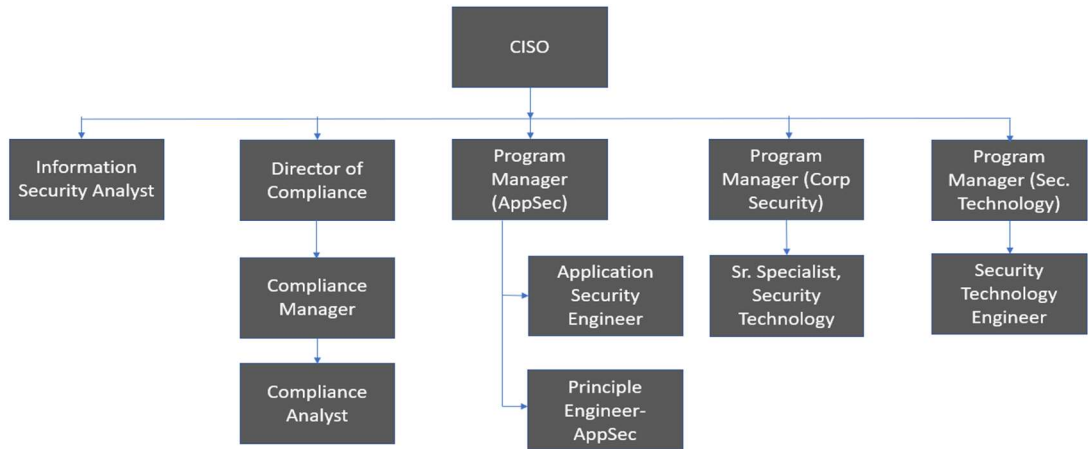 CISO
Information
Security Analyst
Director of
Compliance
Program
Manager
(AppSec)
Program
Manager (Corp
Security)
Program
Manager (Sec.
Technology)
Compliance
Manager
Application
Security
Engineer
Sr. Specialist,
Security
Technology
Security
Technology
Engineer
Compliance
Analyst
Principle
Engineer-
AppSec